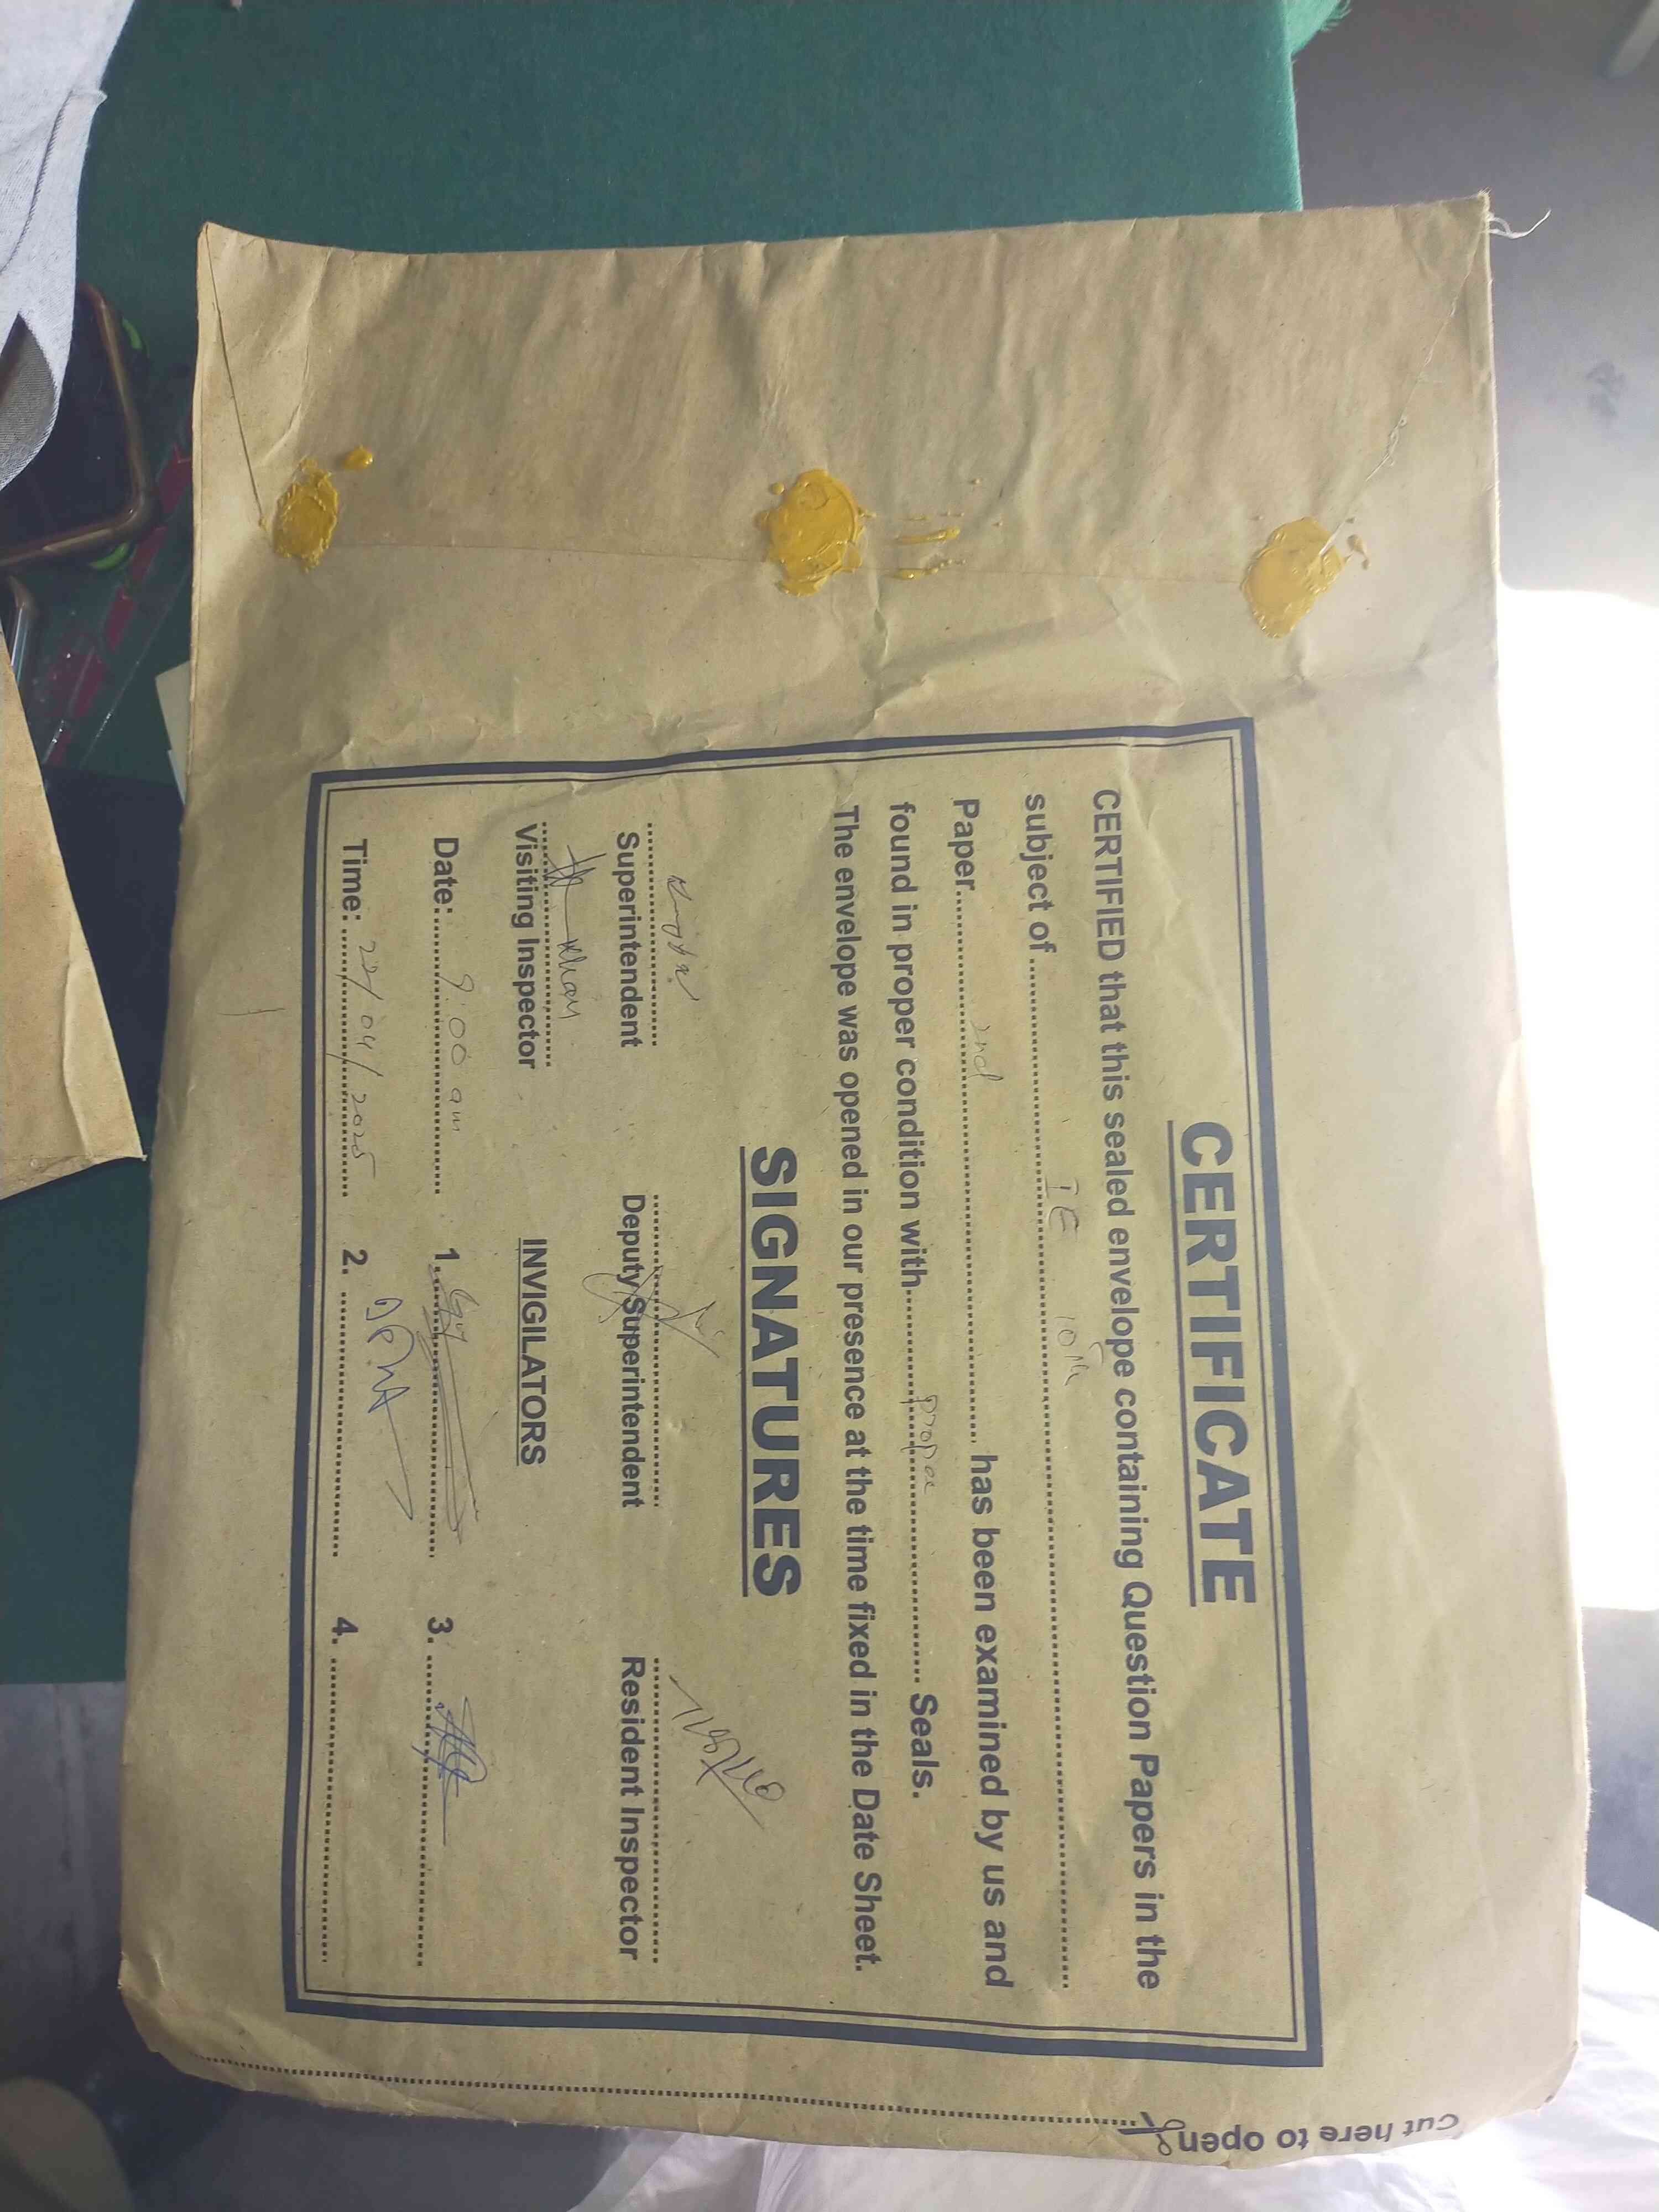 CERTIFICATE
CERTIFIED that this sealed envelope containing Question Papers in the
subject of .......... IE 10th ..........
Paper.......... 2nd .......... has been examined by us and
found in proper condition with.......... .......... Seals.
The envelope was opened in our presence at the time fixed in the Date Sheet.
SIGNATURES
Superintendent Deputy Superintendent Resident Inspector
Khan
Visiting Inspector INVIGILATORS
Date:.... 9:00 am .... 1. .......... 3. ..........
Time: .... 22/04/2025 .... 2. .......... 4. ..........
Cut here to open